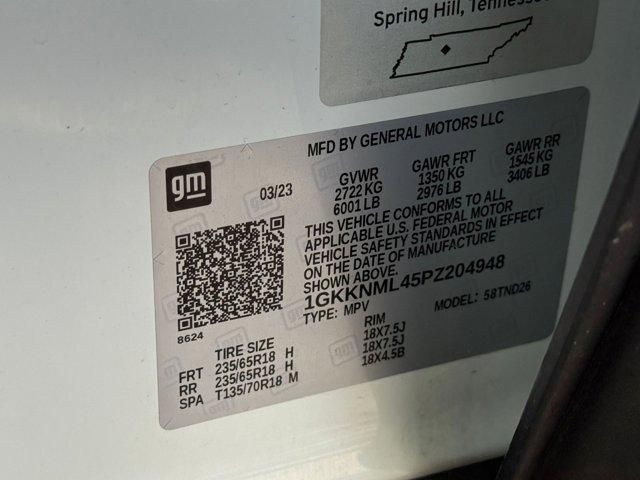 Spring Hill, Tennessee
MFD BY GENERAL MOTORS LLC
gm
03/23
GVWR
2722 KG
6001 LB
GAWR FRT
1350 KG
2976 LB
GAWR RR
1545 KG
3406 LB
THIS VEHICLE CONFORMS TO ALL
APPLICABLE U.S. FEDERAL MOTOR
VEHICLE SAFETY STANDARDS IN EFFECT
ON THE DATE OF MANUFACTURE
SHOWN ABOVE.
1GKKNML45PZ204948
TYPE: MPV
MODEL: 58TND26
8624
TIRE SIZE
RIM
FRT 235/65R18 H 18X7.5J
RR 235/65R18 H 18X7.5J
SPA T135/70R18 M 18X4.5B